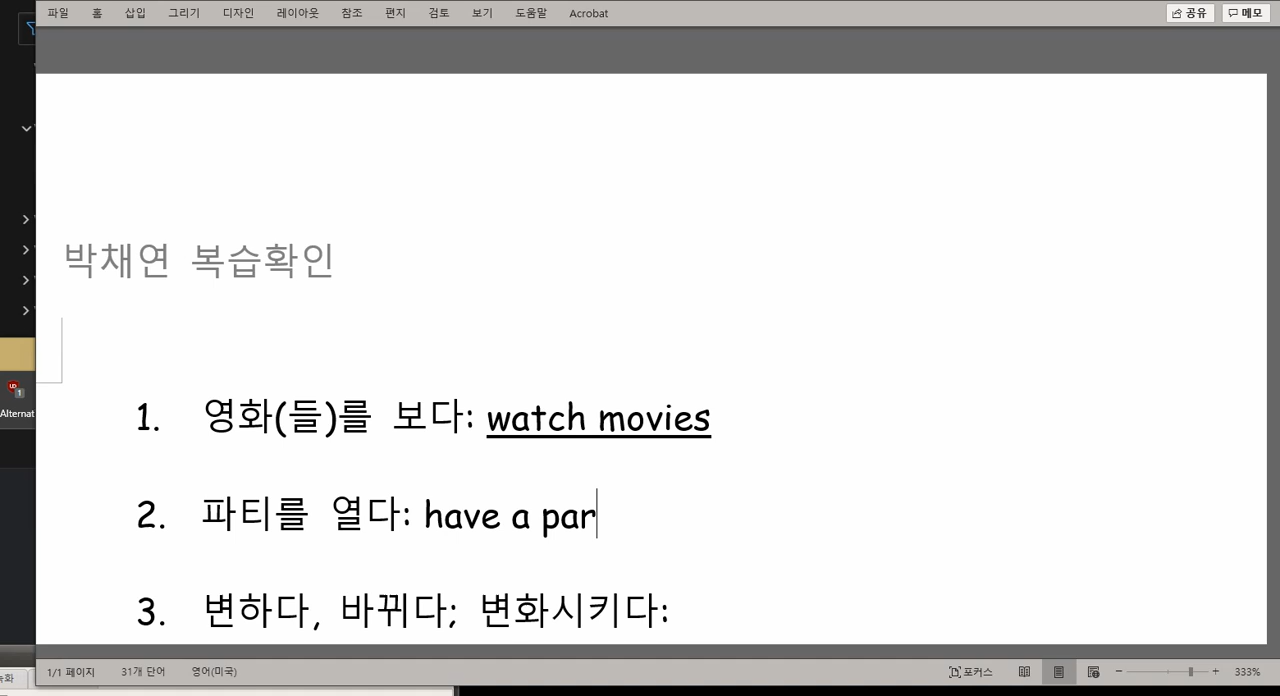 파일 홈 삽입 그리기 디자인 레이아웃 참조 편지 검토 보기 도움말 Acrobat 공유 메모
박채연 복습확인
1. 영화(들)를 보다: watch movies
Alternat
2. 파티를 열다: have a par
3. 변하다, 바뀌다; 변화시키다:
1/1 페이지 31개 단어 영어(미국) 포커스 333%